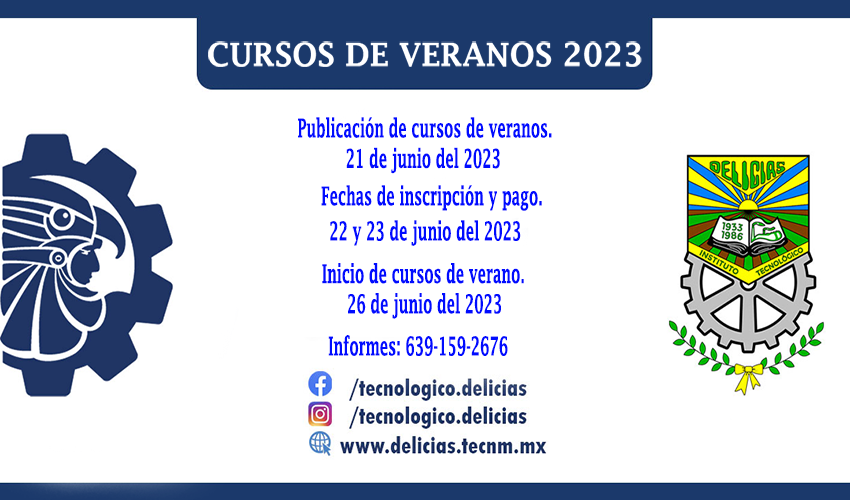 CURSOS DE VERANOS 2023
Publicación de cursos de veranos.
21 de junio del 2023
Fechas de inscripción y pago.
22 y 23 de junio del 2023
Inicio de cursos de verano.
26 de junio del 2023
Informes: 639-159-2676
/tecnologico.delicias
/tecnologico.delicias
www.delicias.tecnm.mx
DELICIAS
1933
1986
INSTITUTO TECNOLÓGICO